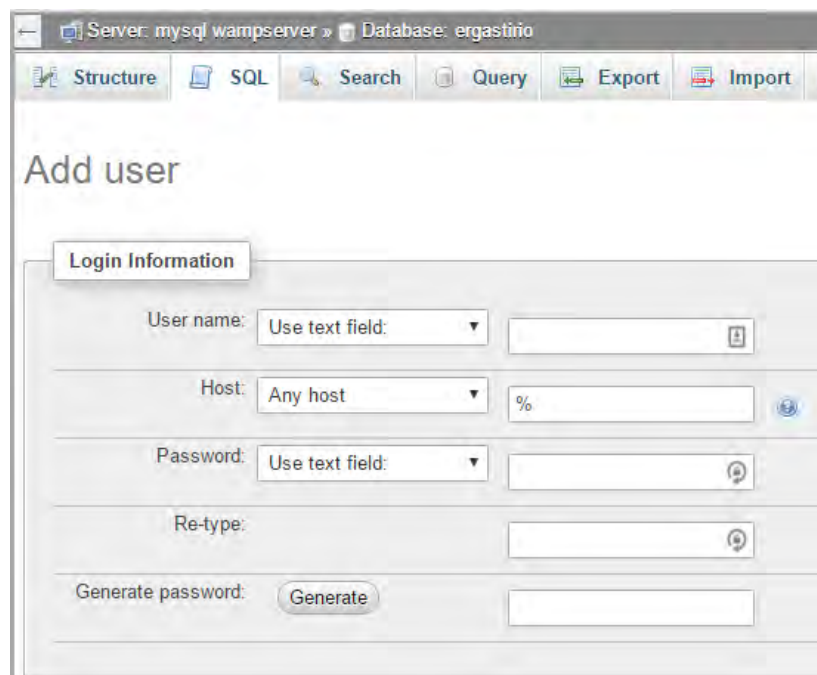 Server: mysql wampserver » Database: ergastirio
Structure SQL Search Query Export Import
Add user
Login Information
User name: Use text field:
Host: Any host %
Password: Use text field:
Re-type:
Generate password: Generate